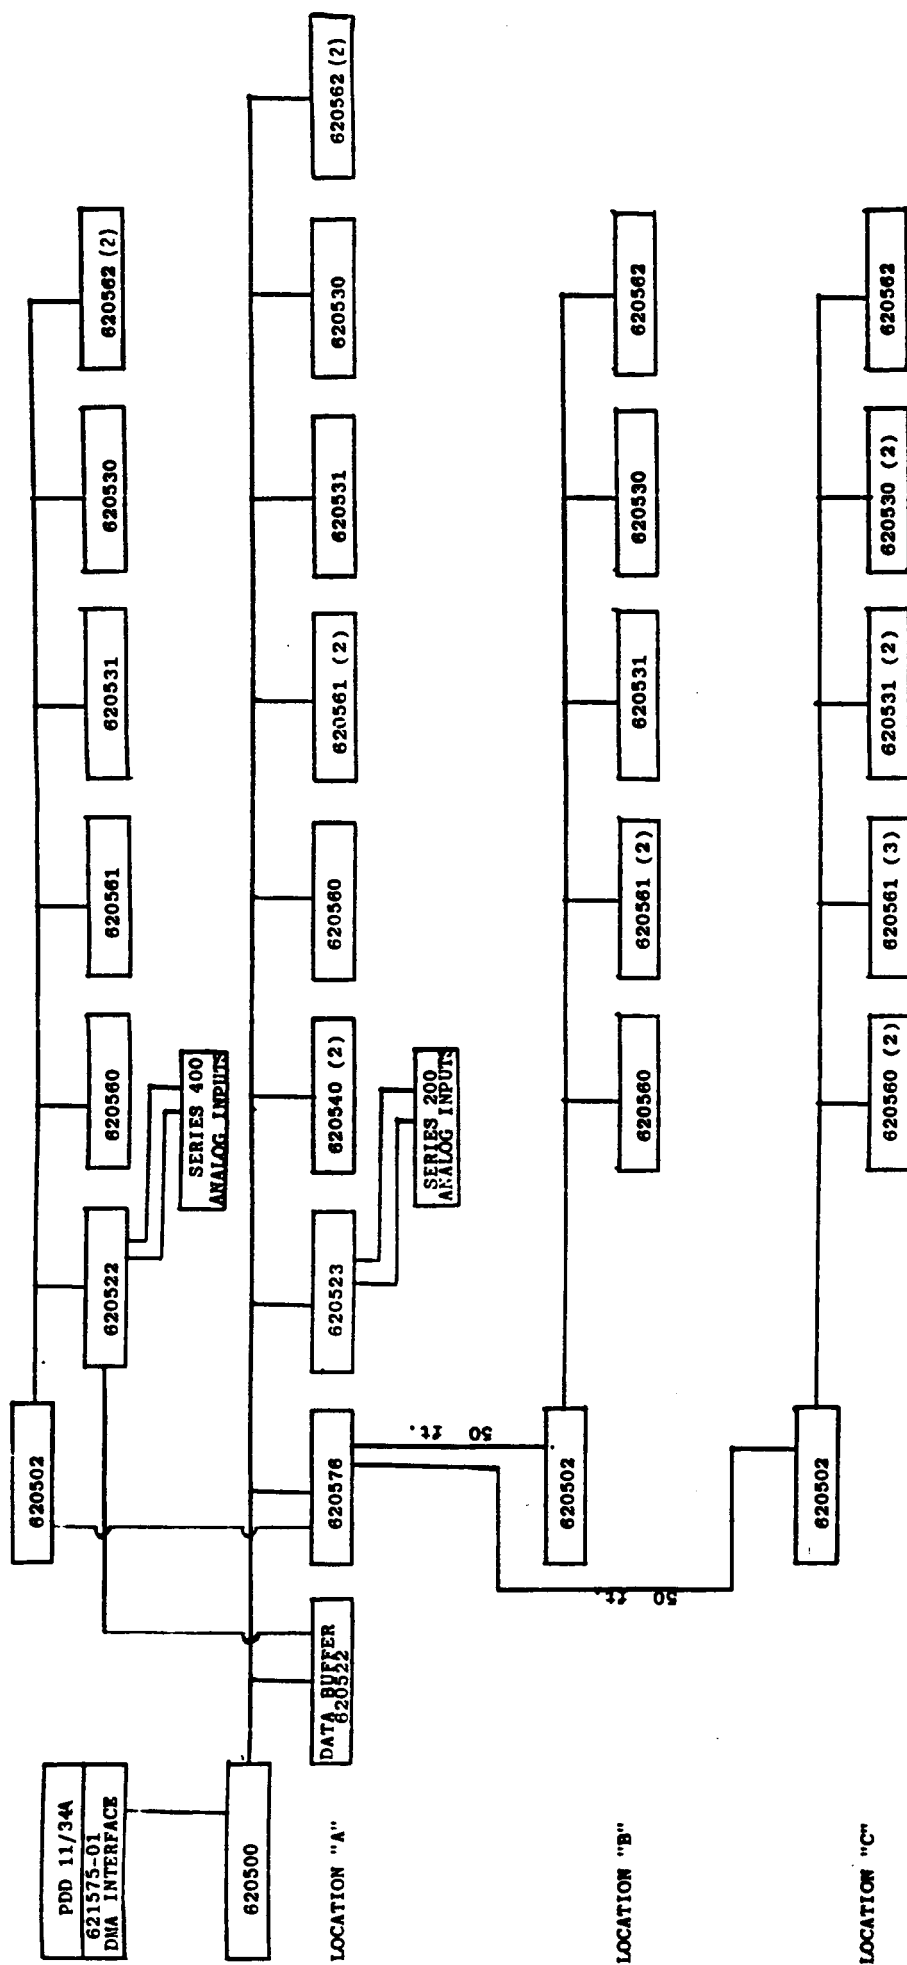 PDD 11/34A
621575-01
DMA INTERFACE
620502
620522
620560
620561
620531
620530
620562 (2)
SERIES 400
ANALOG INPUTS
620500
LOCATION "A"
DATA BUFFER
620522
620576
620523
620540 (2)
620560
620561 (2)
620531
620530
620562 (2)
SERIES 200
ANALOG INPUTS
50 ft.
50 ft.
LOCATION "B"
620502
620560
620561 (2)
620531
620530
620562
LOCATION "C"
620502
620560 (2)
620561 (3)
620531 (2)
620530 (2)
620562